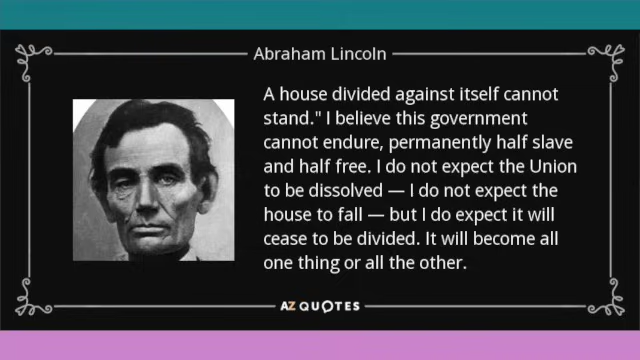 Abraham Lincoln
A house divided against itself cannot
stand." I believe this government
cannot endure, permanently half slave
and half free. I do not expect the Union
to be dissolved — I do not expect the
house to fall — but I do expect it will
cease to be divided. It will become all
one thing or all the other.
AZ QUOTES